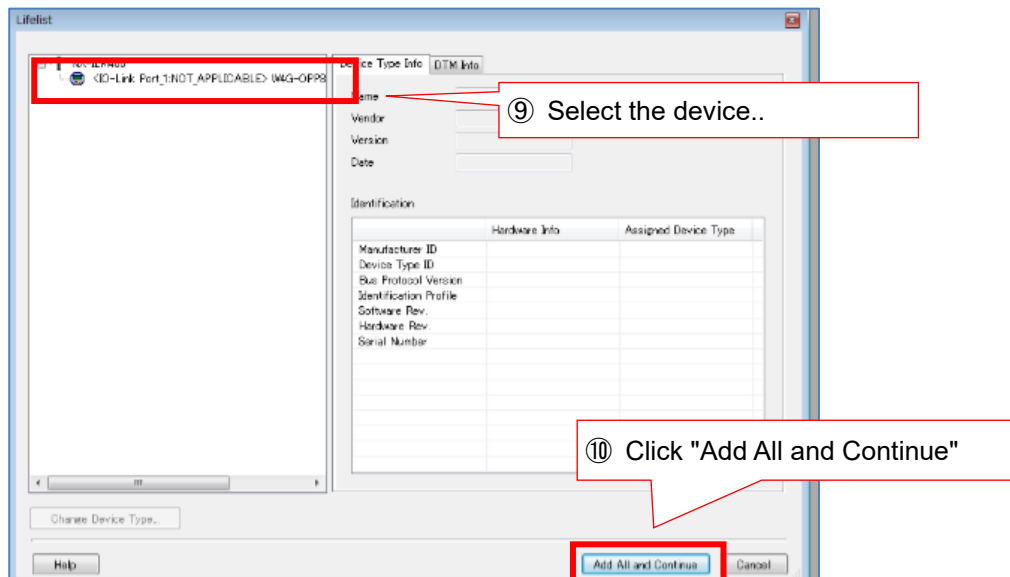 Lifelist
<IO-Link Port_1:NOT_APPLICABLE> W4G-OPP8
Device Type Info DTM Info
Name
⑨ Select the device..
Vendor
Version
Date
Identification
Hardware Info Assigned Device Type
Manufacturer ID
Device Type ID
Bus Protocol Version
Identification Profile
Software Rev.
Hardware Rev.
Serial Number
⑩ Click "Add All and Continue"
Change Device Type..
Help Add All and Continue Cancel